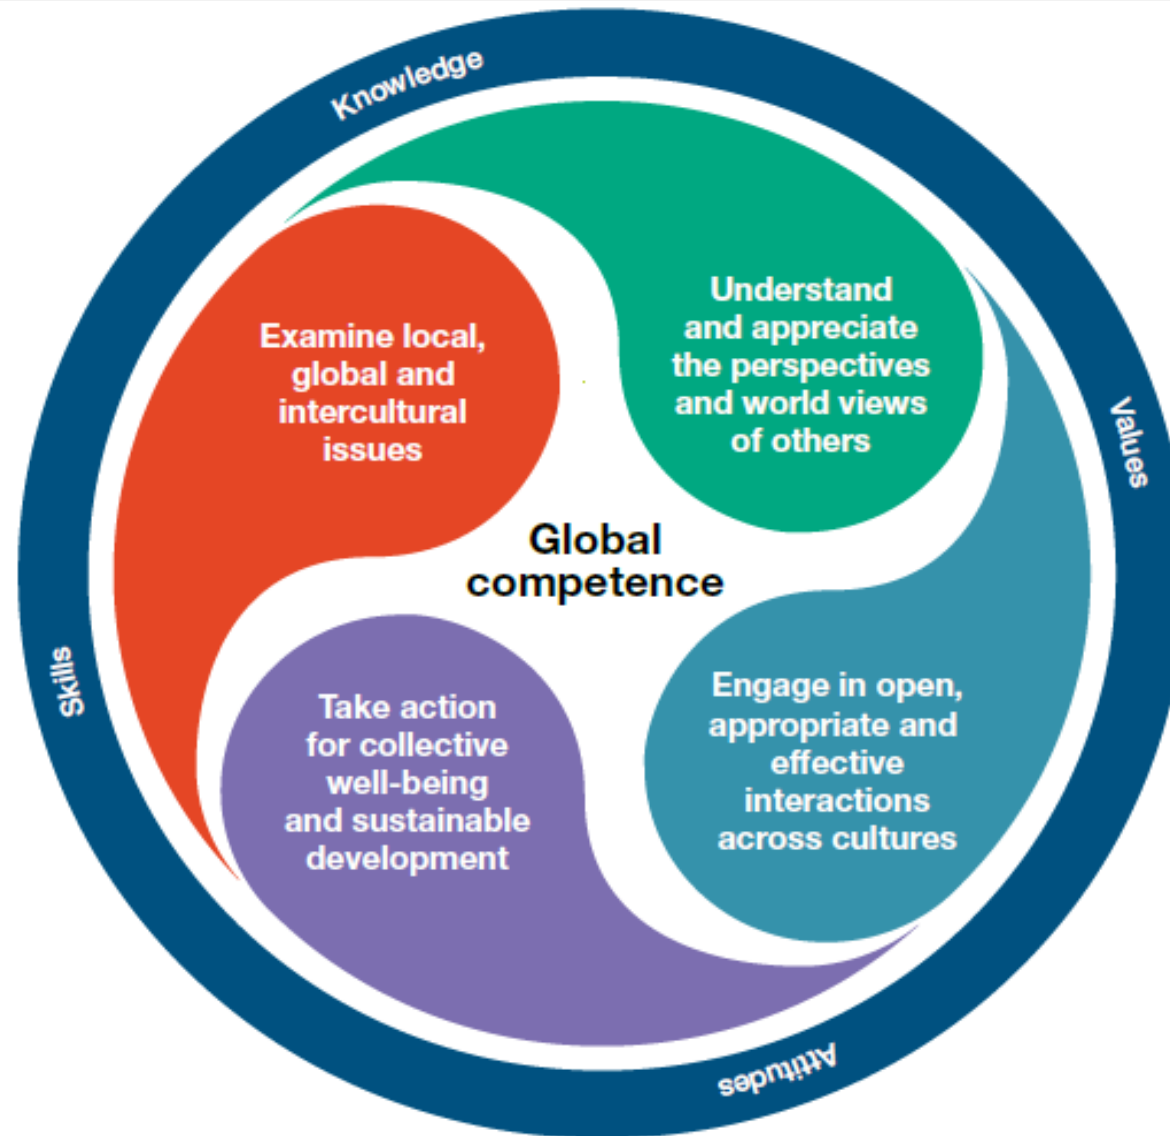 Knowledge
Understand
and appreciate
the perspectives
and world views
of others
Examine local,
global and
intercultural
issues
Values
Global
competence
Skills
Take action
for collective
well-being
and sustainable
development
Engage in open,
appropriate and
effective
interactions
across cultures
Attitudes